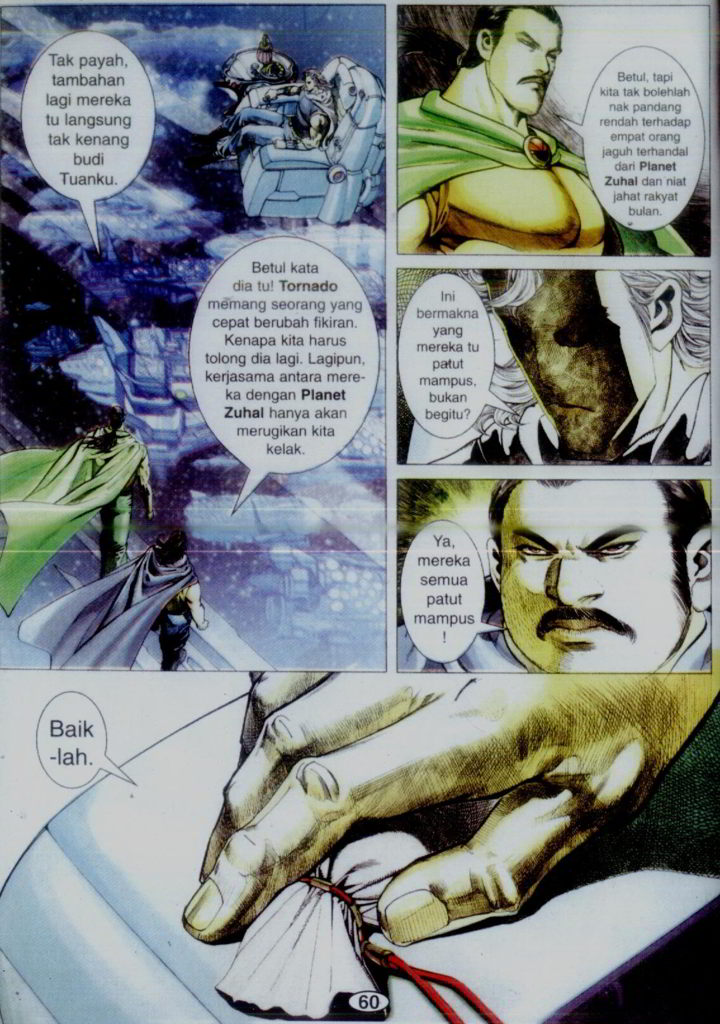 Tak payah,
tambahan
lagi mereka
tu langsung
tak kenang
budi
Tuanku.
Betul kata
dia tu! Tornado
memang seorang yang
cepat berubah fikiran.
Kenapa kita harus
tolong dia lagi. Lagipun,
kerjasama antara mere-
ka dengan Planet
Zuhal hanya akan
merugikan kita
kelak.
Betul, tapi
kita tak bolehlah
nak pandang
rendah terhadap
empat orang
jaguh terhandal
dari Planet
Zuhal dan niat
jahat rakyat
bulan.
Ini
bermakna
yang
mereka tu
patut
mampus,
bukan
begitu?
Ya,
mereka
semua
patut
mampus
!
Baik
-lah.
60